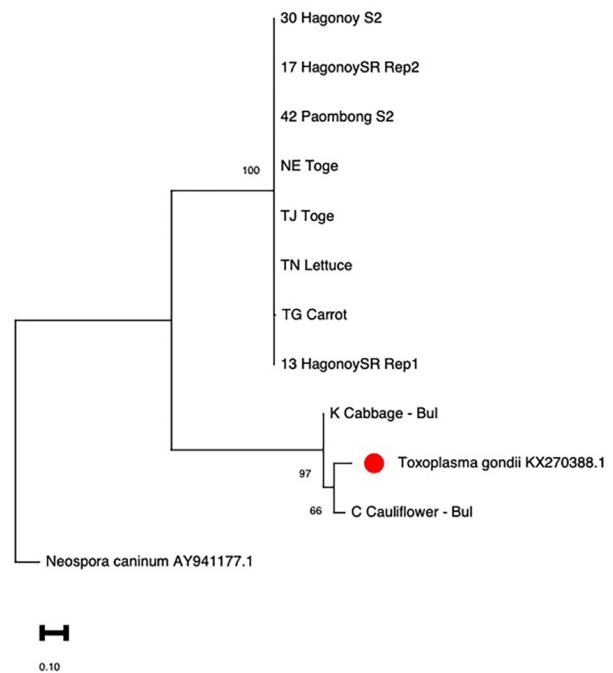 30 Hagonoy S2
17 HagonoySR Rep2
42 Paombong S2
100
NE Toge
TJ Toge
TN Lettuce
TG Carrot
13 HagonoySR Rep1
K Cabbage - Bul
Toxoplasma gondii KX270388.1
97
66
C Cauliflower - Bul
Neospora caninum AY941177.1
0.10